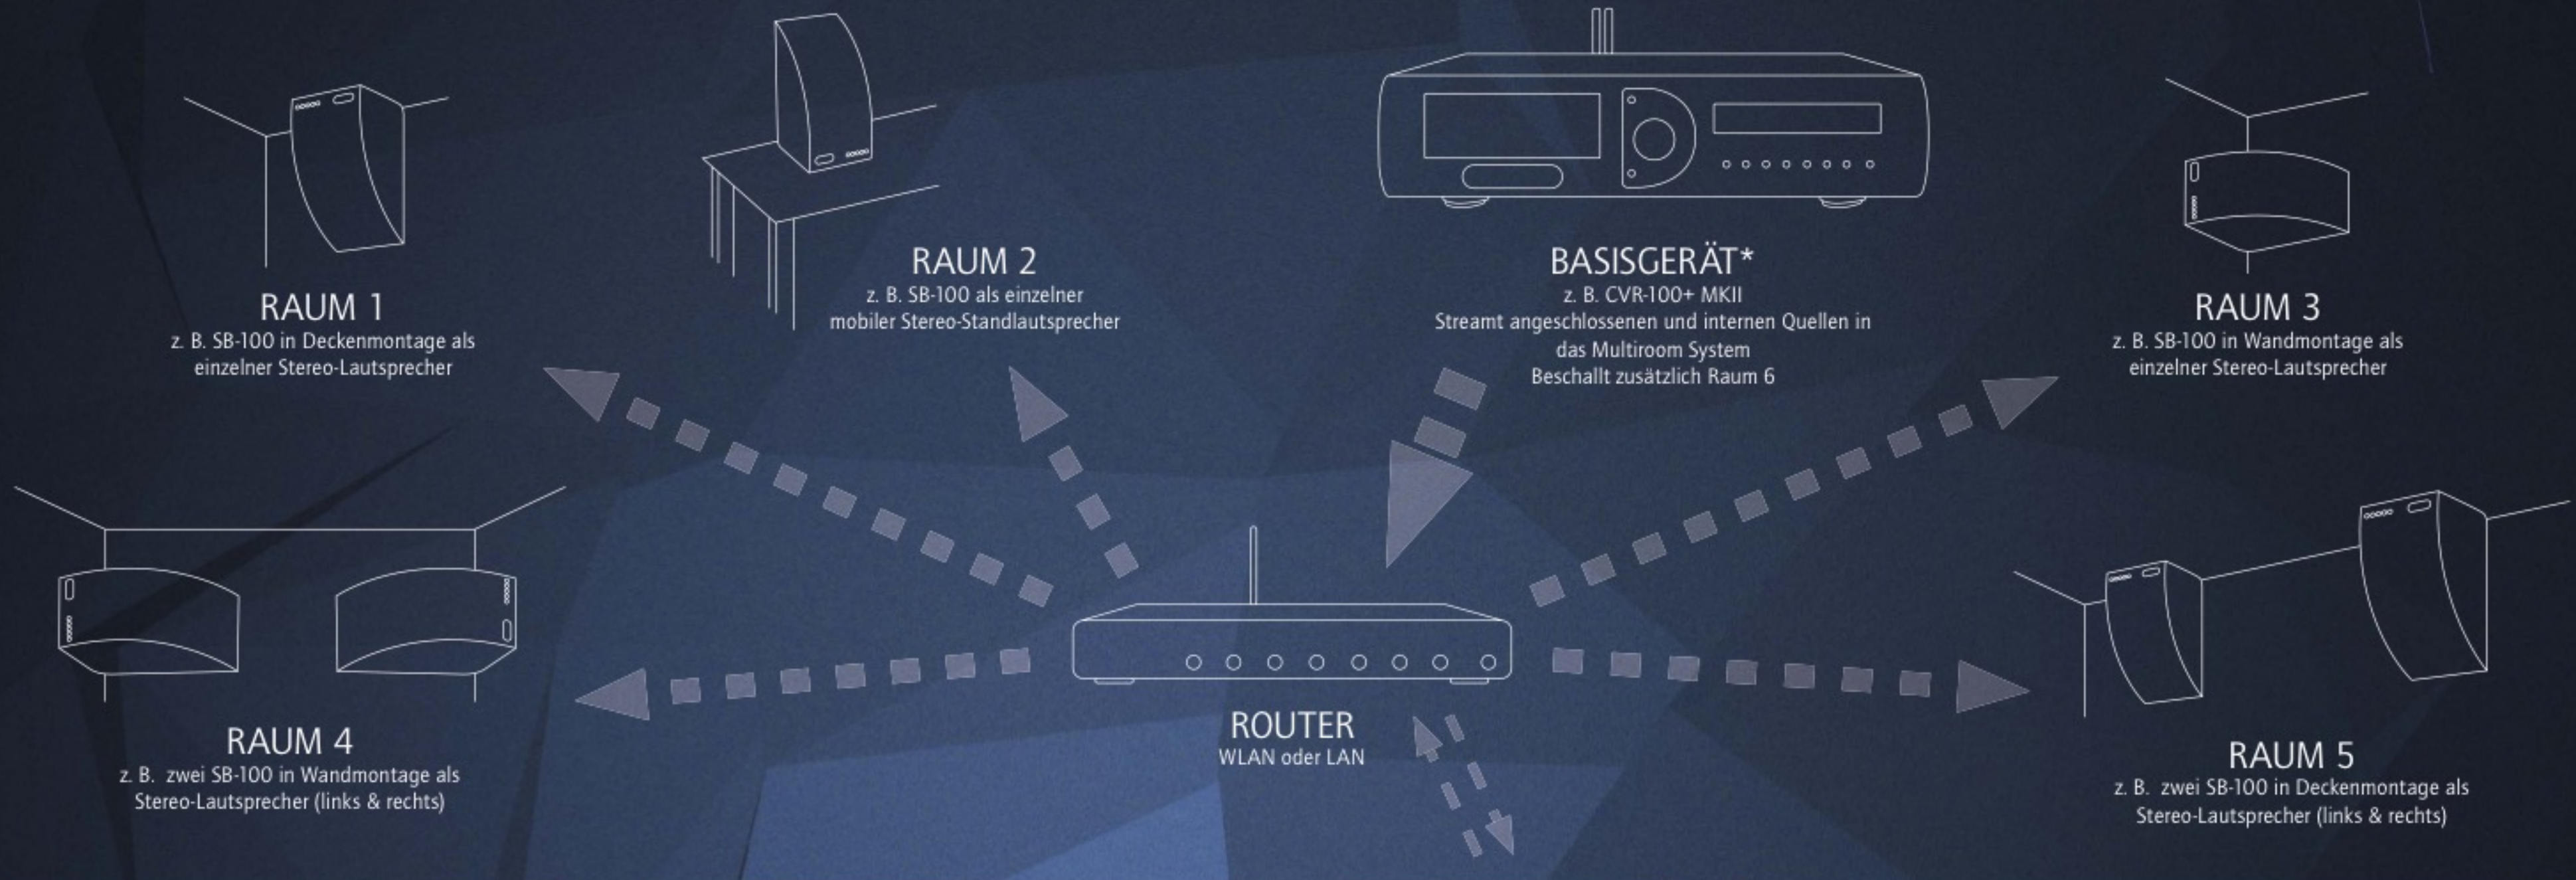 RAUM 1
z. B. SB-100 in Deckenmontage als
einzelner Stereo-Lautsprecher
RAUM 2
z. B. SB-100 als einzelner
mobiler Stereo-Standlautsprecher
BASISGERÄT*
z. B. CVR-100+ MKII
Streamt angeschlossenen und internen Quellen in
das Multiroom System
Beschallt zusätzlich Raum 6
RAUM 3
z. B. SB-100 in Wandmontage als
einzelner Stereo-Lautsprecher
RAUM 4
z. B. zwei SB-100 in Wandmontage als
Stereo-Lautsprecher (links & rechts)
ROUTER
WLAN oder LAN
RAUM 5
z. B. zwei SB-100 in Deckenmontage als
Stereo-Lautsprecher (links & rechts)